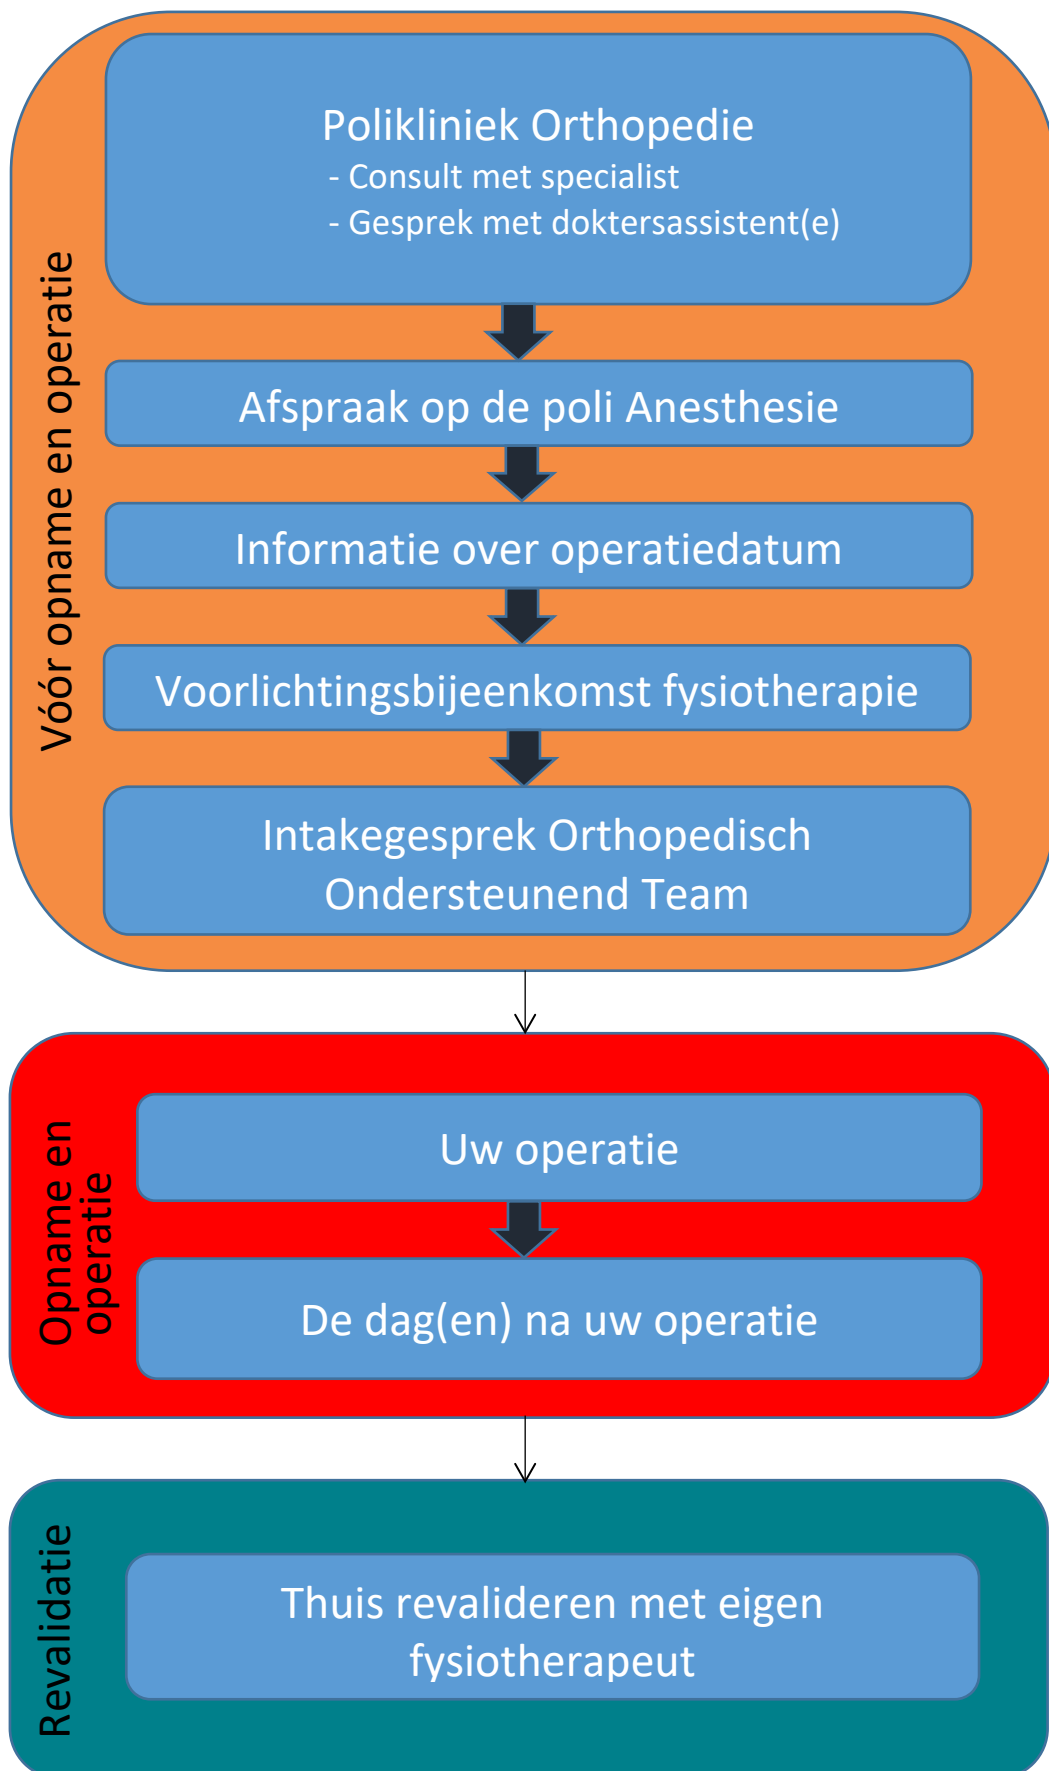 Vóór opname en operatie
Polikliniek Orthopedie
- Consult met specialist
- Gesprek met doktersassistent(e)
Afspraak op de poli Anesthesie
Informatie over operatiedatum
Voorlichtingsbijeenkomst fysiotherapie
Intakegesprek Orthopedisch
Ondersteunend Team
Opname en
operatie
Uw operatie
De dag(en) na uw operatie
Revalidatie
Thuis revalideren met eigen
fysiotherapeut